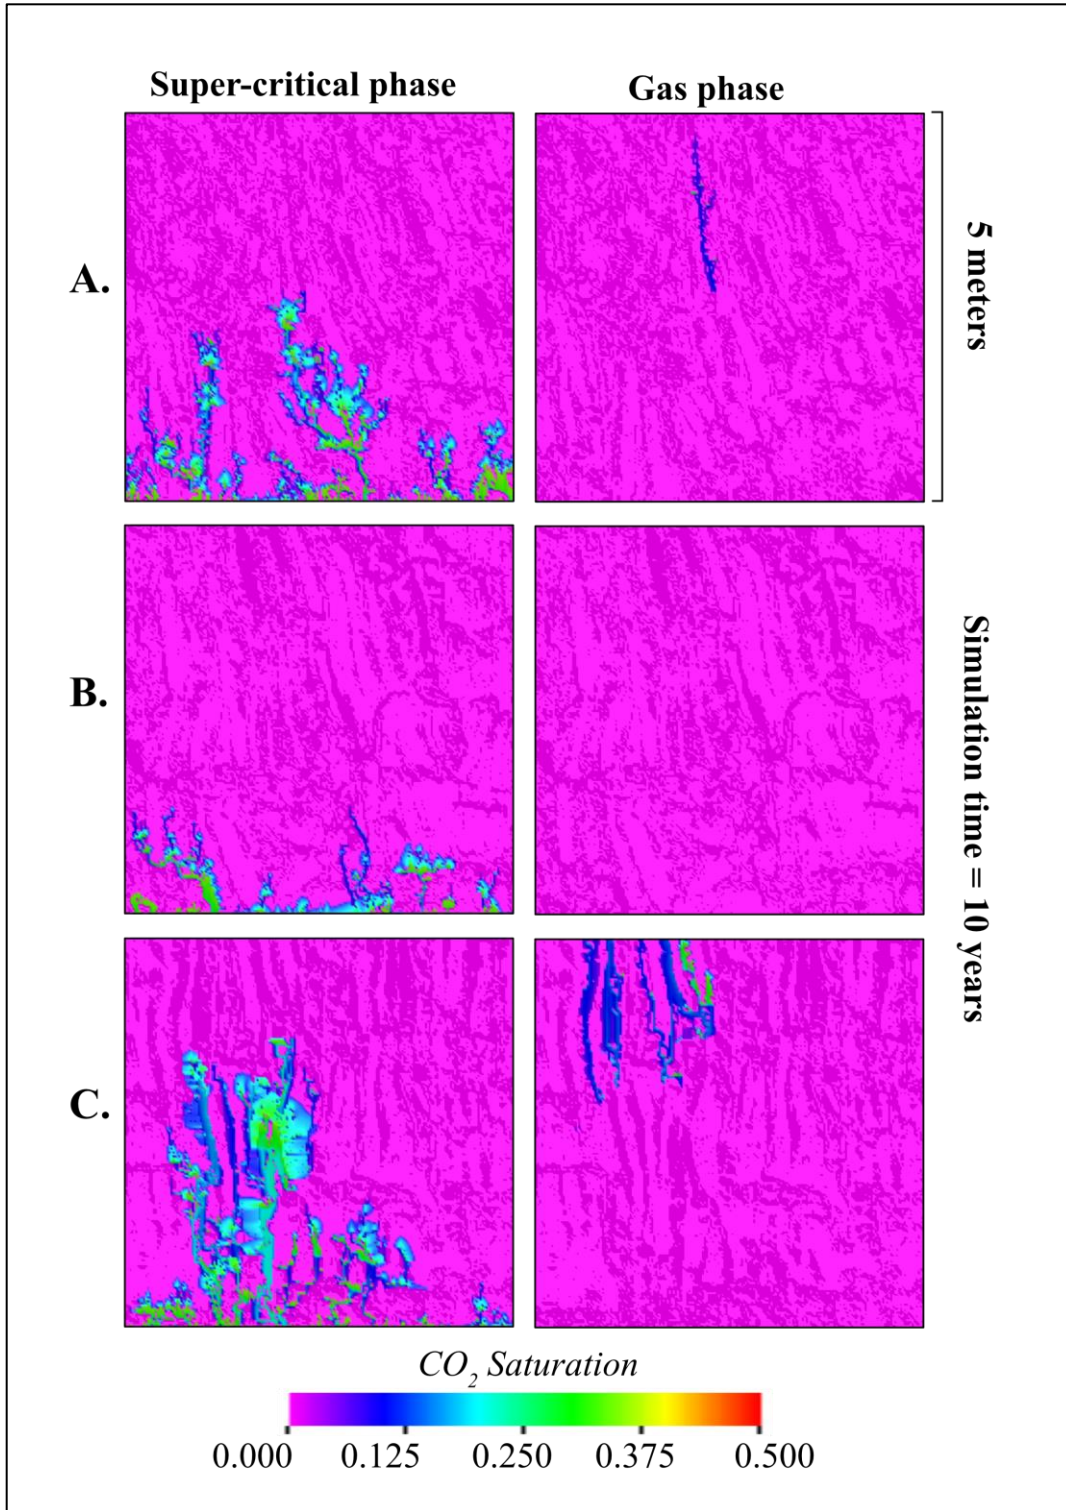 Super-critical phase
Gas phase
A.
5 meters
B.
Simulation time = 10 years
C.
CO₂ Saturation
0.000 0.125 0.250 0.375 0.500